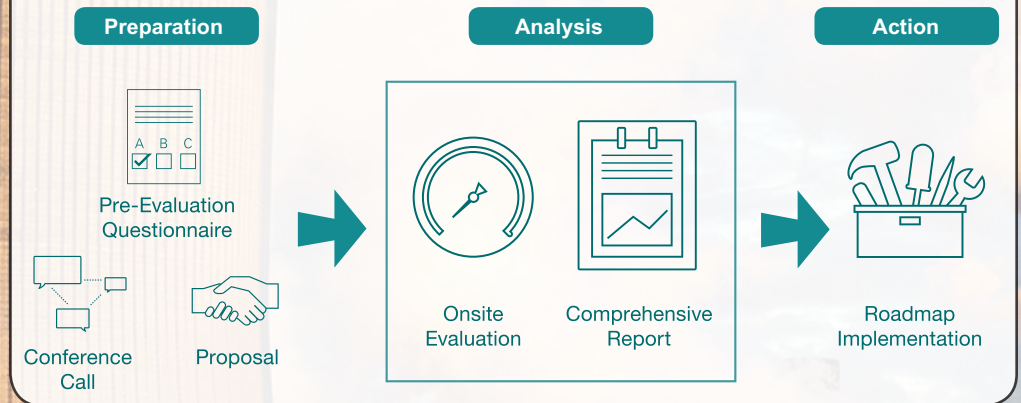 Preparation
Analysis
Action
A B C
Pre-Evaluation
Questionnaire
Conference
Call
Proposal
Onsite
Evaluation
Comprehensive
Report
Roadmap
Implementation